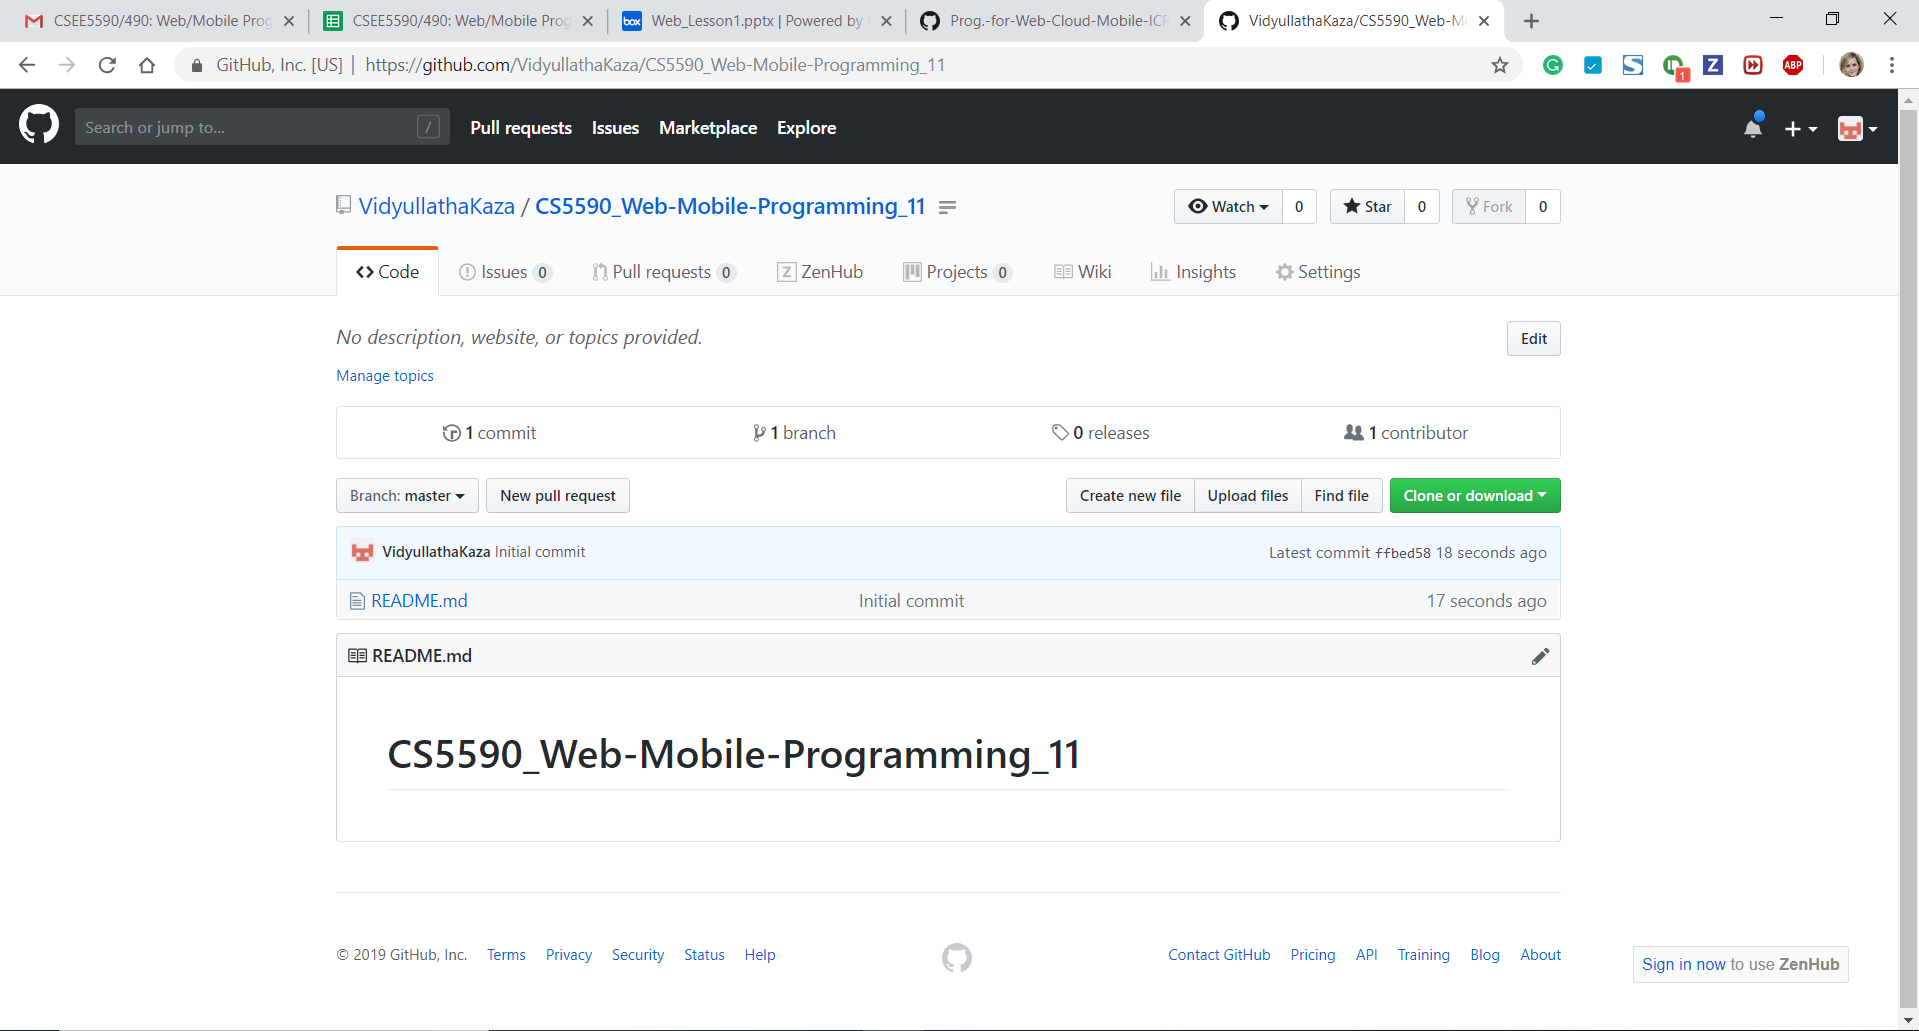 CSEE5590/490: Web/Mobile Prog
CSEE5590/490: Web/Mobile Prog
box Web_Lesson1.pptx | Powered by
Prog.-for-Web-Cloud-Mobile-ICP
VidyullathaKaza/CS5590_Web-M
GitHub, Inc. [US] | https://github.com/VidyullathaKaza/CS5590_Web-Mobile-Programming_11
1 Z ABP
Search or jump to... /
Pull requests Issues Marketplace Explore
VidyullathaKaza / CS5590_Web-Mobile-Programming_11
Watch 0 Star 0 Fork 0
Code Issues 0 Pull requests 0 Z ZenHub Projects 0 Wiki Insights Settings
No description, website, or topics provided.
Edit
Manage topics
1 commit 1 branch 0 releases 1 contributor
Branch: master New pull request Create new file Upload files Find file Clone or download
VidyullathaKaza Initial commit Latest commit ffbed58 18 seconds ago
README.md Initial commit 17 seconds ago
README.md
CS5590_Web-Mobile-Programming_11
© 2019 GitHub, Inc. Terms Privacy Security Status Help Contact GitHub Pricing API Training Blog About
Sign in now to use ZenHub